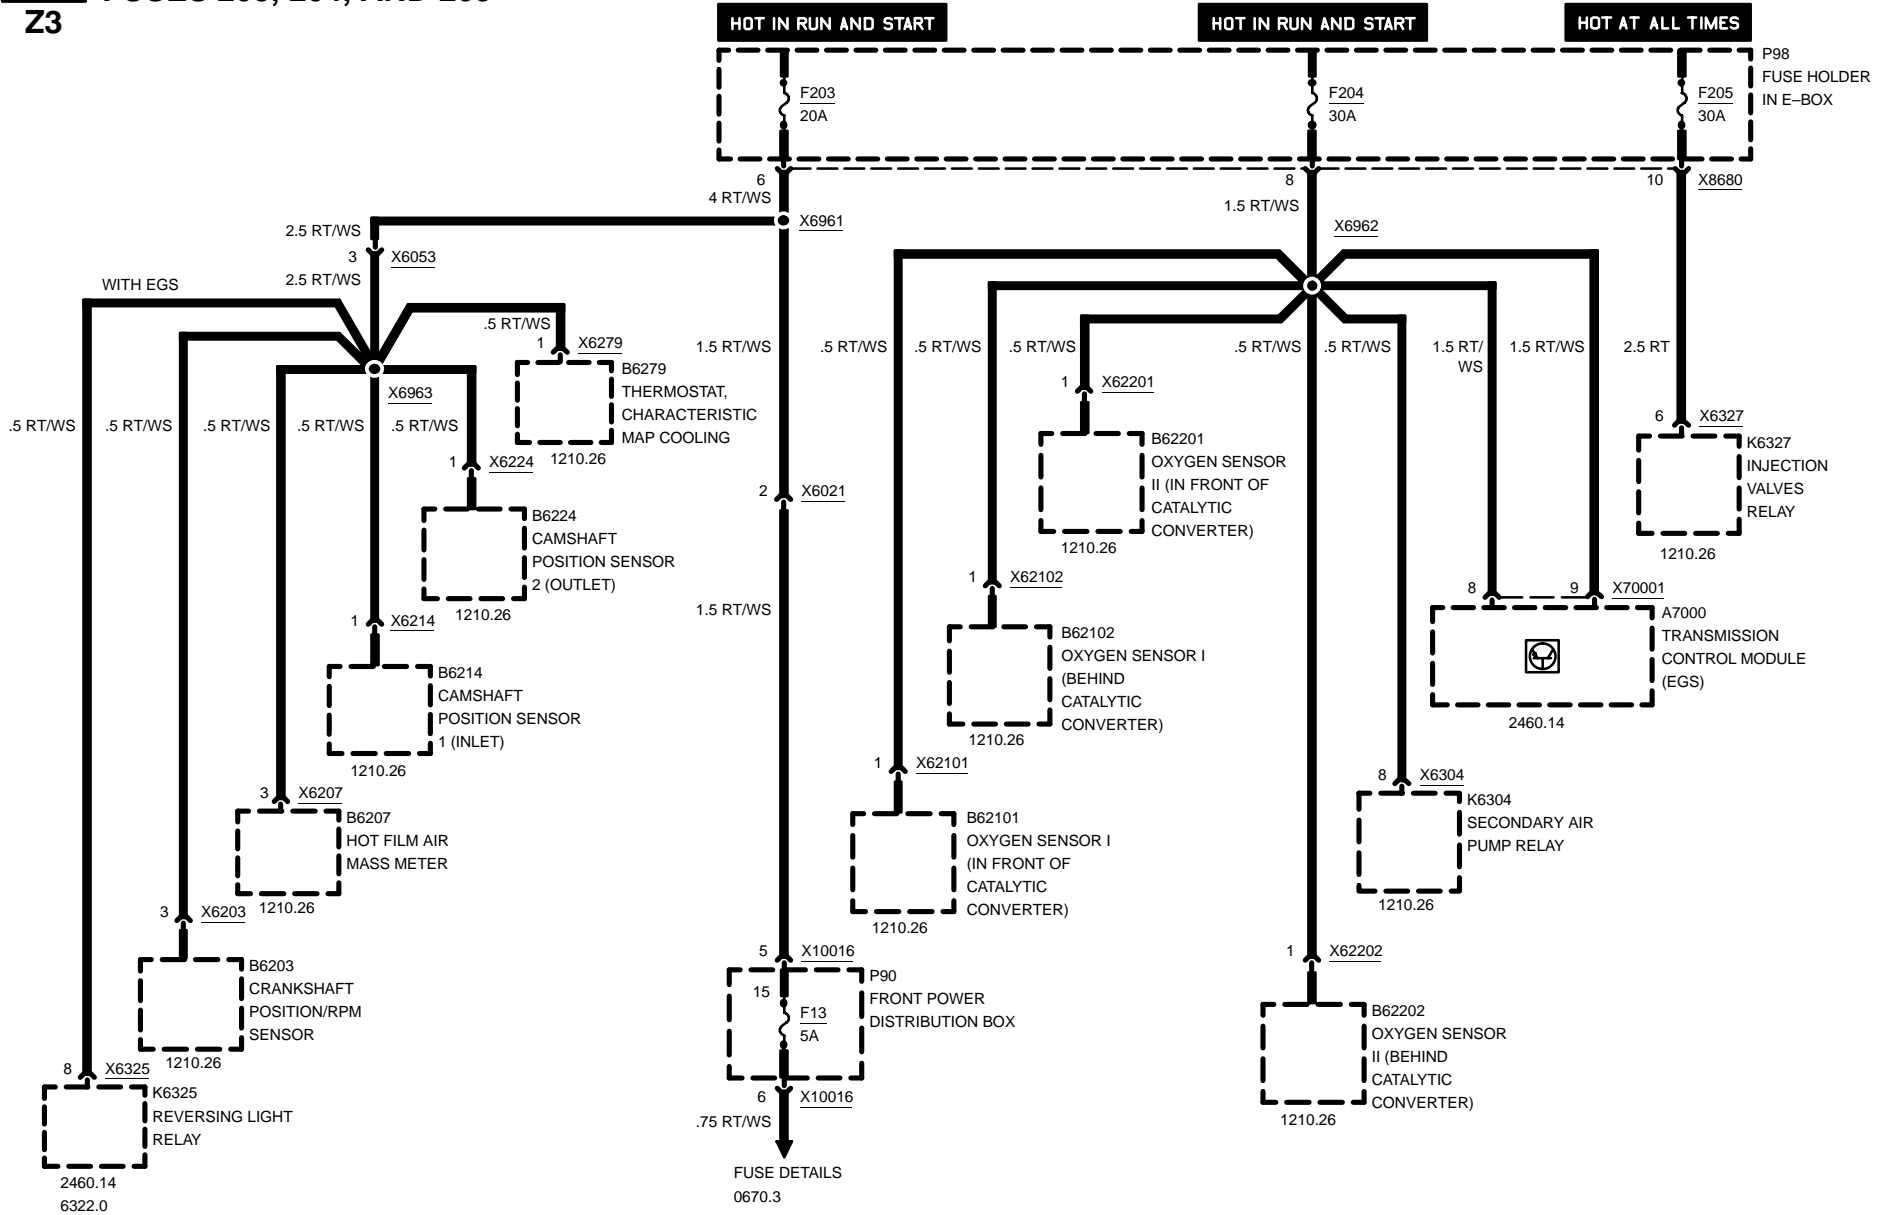 Z3
HOT IN RUN AND START
HOT IN RUN AND START
HOT AT ALL TIMES
P98
FUSE HOLDER
IN E–BOX
F203
20A
F204
30A
F205
30A
6
8
10
X8680
4 RT/WS
1.5 RT/WS
X6961
X6962
2.5 RT/WS
3
X6053
2.5 RT/WS
WITH EGS
.5 RT/WS
1
X6279
B6279
THERMOSTAT,
CHARACTERISTIC
MAP COOLING
1210.26
X6963
.5 RT/WS
.5 RT/WS
.5 RT/WS
.5 RT/WS
.5 RT/WS
1.5 RT/WS
.5 RT/WS
.5 RT/WS
.5 RT/WS
.5 RT/WS
.5 RT/WS
1.5 RT/
WS
1.5 RT/WS
2.5 RT
1
X6224
B6224
CAMSHAFT
POSITION SENSOR
2 (OUTLET)
1210.26
1
X6214
B6214
CAMSHAFT
POSITION SENSOR
1 (INLET)
1210.26
3
X6207
B6207
HOT FILM AIR
MASS METER
1210.26
3
X6203
B6203
CRANKSHAFT
POSITION/RPM
SENSOR
1210.26
8
X6325
K6325
REVERSING LIGHT
RELAY
2460.14
6322.0
2
X6021
1.5 RT/WS
5
X10016
P90
FRONT POWER
DISTRIBUTION BOX
15
F13
5A
6
X10016
.75 RT/WS
FUSE DETAILS
0670.3
1
X62201
B62201
OXYGEN SENSOR
II (IN FRONT OF
CATALYTIC
CONVERTER)
1210.26
1
X62102
B62102
OXYGEN SENSOR I
(BEHIND
CATALYTIC
CONVERTER)
1210.26
1
X62101
B62101
OXYGEN SENSOR I
(IN FRONT OF
CATALYTIC
CONVERTER)
1210.26
6
X6327
K6327
INJECTION
VALVES
RELAY
1210.26
8
9
X70001
A7000
TRANSMISSION
CONTROL MODULE
(EGS)
2460.14
8
X6304
K6304
SECONDARY AIR
PUMP RELAY
1210.26
1
X62202
B62202
OXYGEN SENSOR
II (BEHIND
CATALYTIC
CONVERTER)
1210.26